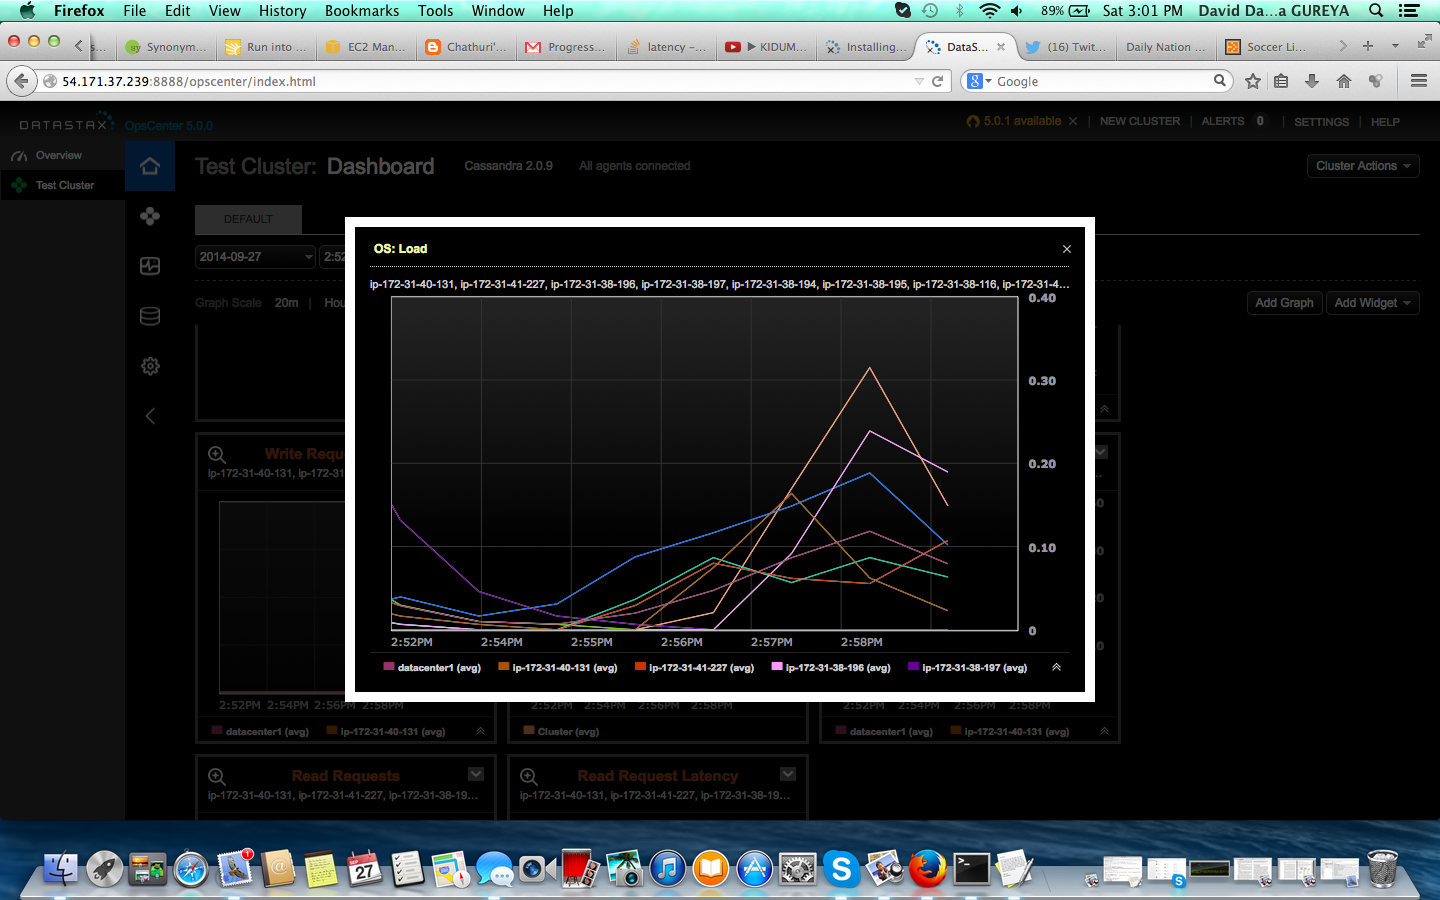 Firefox File Edit View History Bookmarks Tools Window Help 89% Sat 3:01 PM David Da...a GUREYA
s... Synonym... Run into ... EC2 Man... Chathuri'... Progress... latency –... ▶ KIDUM... Installing... DataS... × (16) Twit... Daily Nation ... Soccer Li...
54.171.37.239:8888/opscenter/index.html Google
DATASTAX OpsCenter 5.0.0 5.0.1 available × | NEW CLUSTER | ALERTS 0 | SETTINGS | HELP
Overview
Test Cluster
Test Cluster: Dashboard Cassandra 2.0.9 All agents connected Cluster Actions
DEFAULT
2014-09-27 2:52
Graph Scale 20m | Hou
Add Graph Add Widget
OS: Load ×
ip-172-31-40-131, ip-172-31-41-227, ip-172-31-38-196, ip-172-31-38-197, ip-172-31-38-194, ip-172-31-38-195, ip-172-31-38-116, ip-172-31-4...
0.40
0.30
0.20
0.10
0
2:52PM 2:54PM 2:55PM 2:56PM 2:57PM 2:58PM
datacenter1 (avg) ip-172-31-40-131 (avg) ip-172-31-41-227 (avg) ip-172-31-38-196 (avg) ip-172-31-38-197 (avg)
Write Requ
ip-172-31-40-131, ip-172-31
2:52PM 2:54PM 2:56PM 2:58PM
datacenter1 (avg) ip-172-31-40-131 (avg)
2:52PM 2:54PM 2:56PM 2:58PM
Cluster (avg)
2:52PM 2:54PM 2:56PM 2:58PM
datacenter1 (avg) ip-172-31-40-131 (avg)
Read Requests
ip-172-31-40-131, ip-172-31-41-227, ip-172-31-38-19...
Read Request Latency
ip-172-31-40-131, ip-172-31-41-227, ip-172-31-38-19...
1
SEP
27